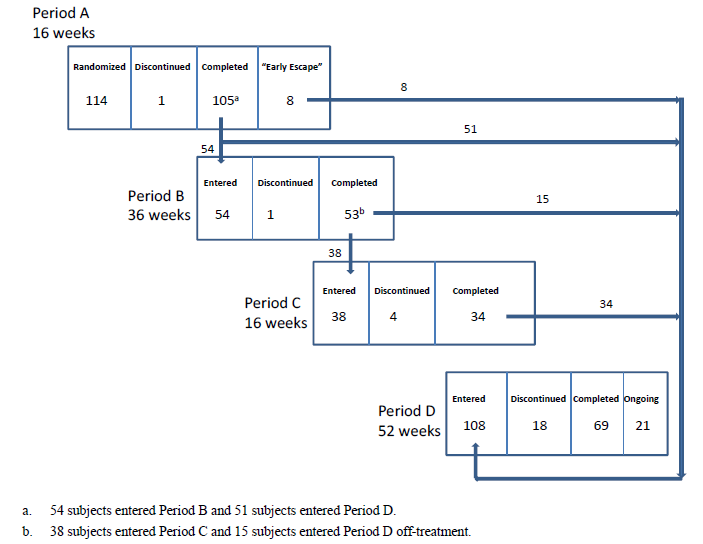 Period A
16 weeks
Randomized Discontinued Completed "Early Escape"
114 1 105ᵃ 8
8
51
54
Period B
36 weeks
Entered Discontinued Completed
54 1 53ᵇ
15
38
Period C
16 weeks
Entered Discontinued Completed
38 4 34
34
Period D
52 weeks
Entered Discontinued Completed Ongoing
108 18 69 21
a. 54 subjects entered Period B and 51 subjects entered Period D.
b. 38 subjects entered Period C and 15 subjects entered Period D off-treatment.